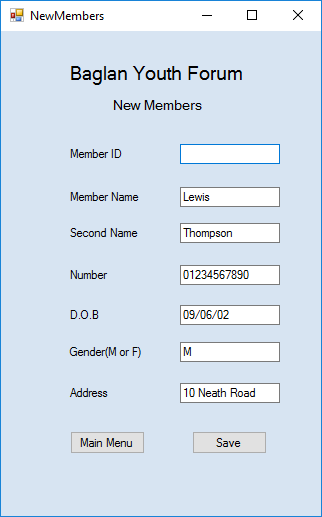 NewMembers
Baglan Youth Forum
New Members
Member ID
Member Name Lewis
Second Name Thompson
Number 01234567890
D.O.B 09/06/02
Gender(M or F) M
Address 10 Neath Road
Main Menu Save